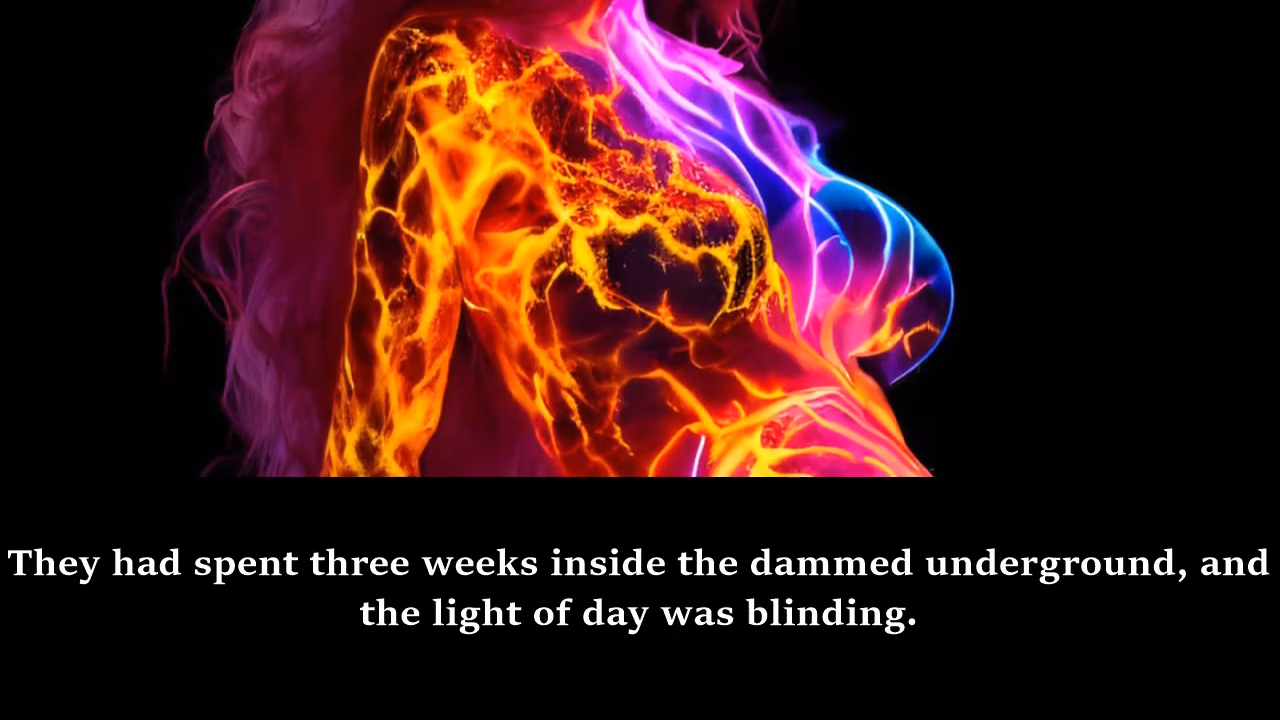 They had spent three weeks inside the dammed underground, and
the light of day was blinding.